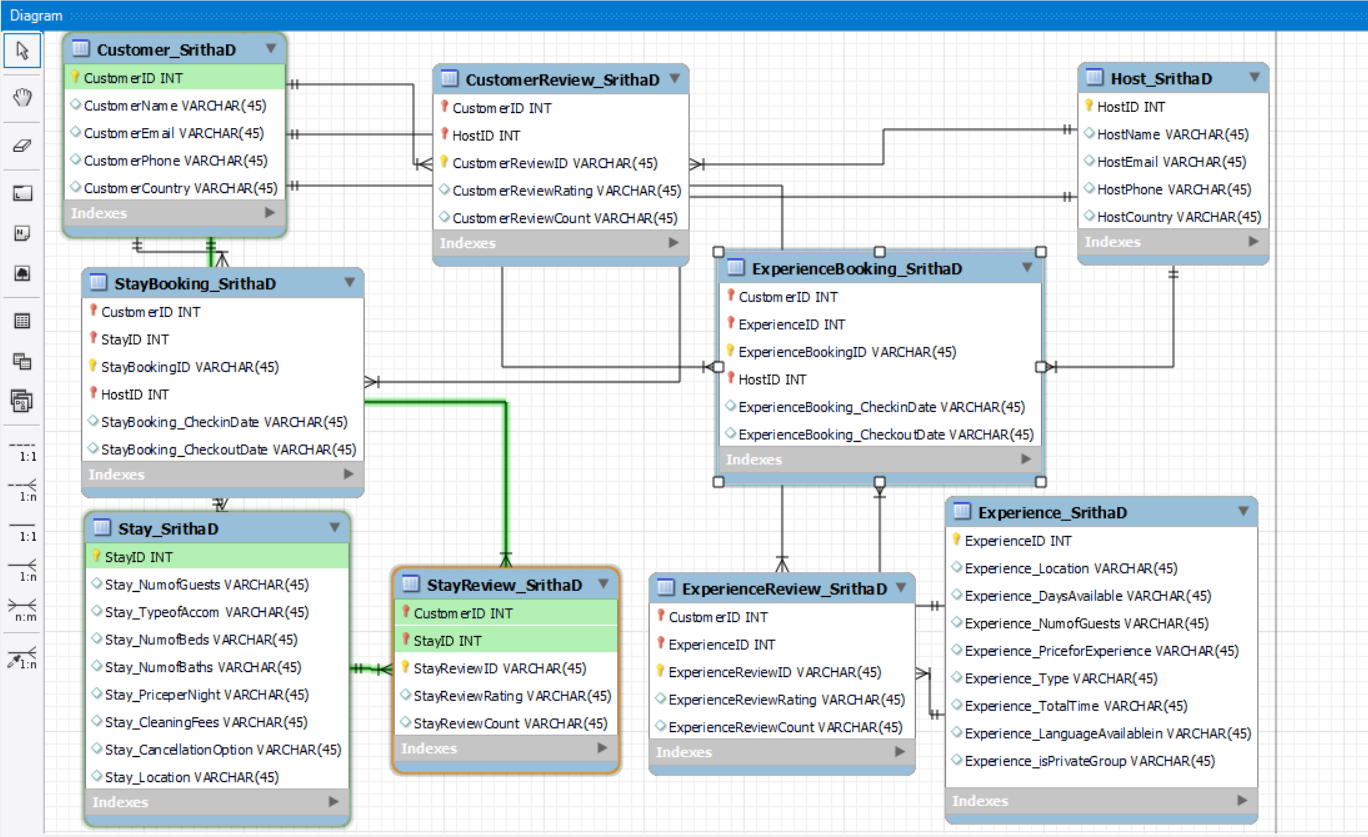 Diagram
Customer_SrithaD
CustomerID INT
CustomerName VARCHAR(45)
CustomerEmail VARCHAR(45)
CustomerPhone VARCHAR(45)
CustomerCountry VARCHAR(45)
Indexes
CustomerReview_SrithaD
CustomerID INT
HostID INT
CustomerReviewID VARCHAR(45)
CustomerReviewRating VARCHAR(45)
CustomerReviewCount VARCHAR(45)
Indexes
Host_SrithaD
HostID INT
HostName VARCHAR(45)
HostEmail VARCHAR(45)
HostPhone VARCHAR(45)
HostCountry VARCHAR(45)
Indexes
StayBooking_SrithaD
CustomerID INT
StayID INT
StayBookingID VARCHAR(45)
HostID INT
StayBooking_CheckinDate VARCHAR(45)
StayBooking_CheckoutDate VARCHAR(45)
Indexes
ExperienceBooking_SrithaD
CustomerID INT
ExperienceID INT
ExperienceBookingID VARCHAR(45)
HostID INT
ExperienceBooking_CheckinDate VARCHAR(45)
ExperienceBooking_CheckoutDate VARCHAR(45)
Indexes
Stay_SrithaD
StayID INT
Stay_NumofGuests VARCHAR(45)
Stay_TypeofAccom VARCHAR(45)
Stay_NumofBeds VARCHAR(45)
Stay_NumofBaths VARCHAR(45)
Stay_PriceperNight VARCHAR(45)
Stay_CleaningFees VARCHAR(45)
Stay_CancellationOption VARCHAR(45)
Stay_Location VARCHAR(45)
Indexes
StayReview_SrithaD
CustomerID INT
StayID INT
StayReviewID VARCHAR(45)
StayReviewRating VARCHAR(45)
StayReviewCount VARCHAR(45)
Indexes
ExperienceReview_SrithaD
CustomerID INT
ExperienceID INT
ExperienceReviewID VARCHAR(45)
ExperienceReviewRating VARCHAR(45)
ExperienceReviewCount VARCHAR(45)
Indexes
Experience_SrithaD
ExperienceID INT
Experience_Location VARCHAR(45)
Experience_DaysAvailable VARCHAR(45)
Experience_NumofGuests VARCHAR(45)
Experience_PriceforExperience VARCHAR(45)
Experience_Type VARCHAR(45)
Experience_TotalTime VARCHAR(45)
Experience_LanguageAvailablein VARCHAR(45)
Experience_isPrivateGroup VARCHAR(45)
Indexes
1:1
1:n
1:1
1:n
n:m
1:n